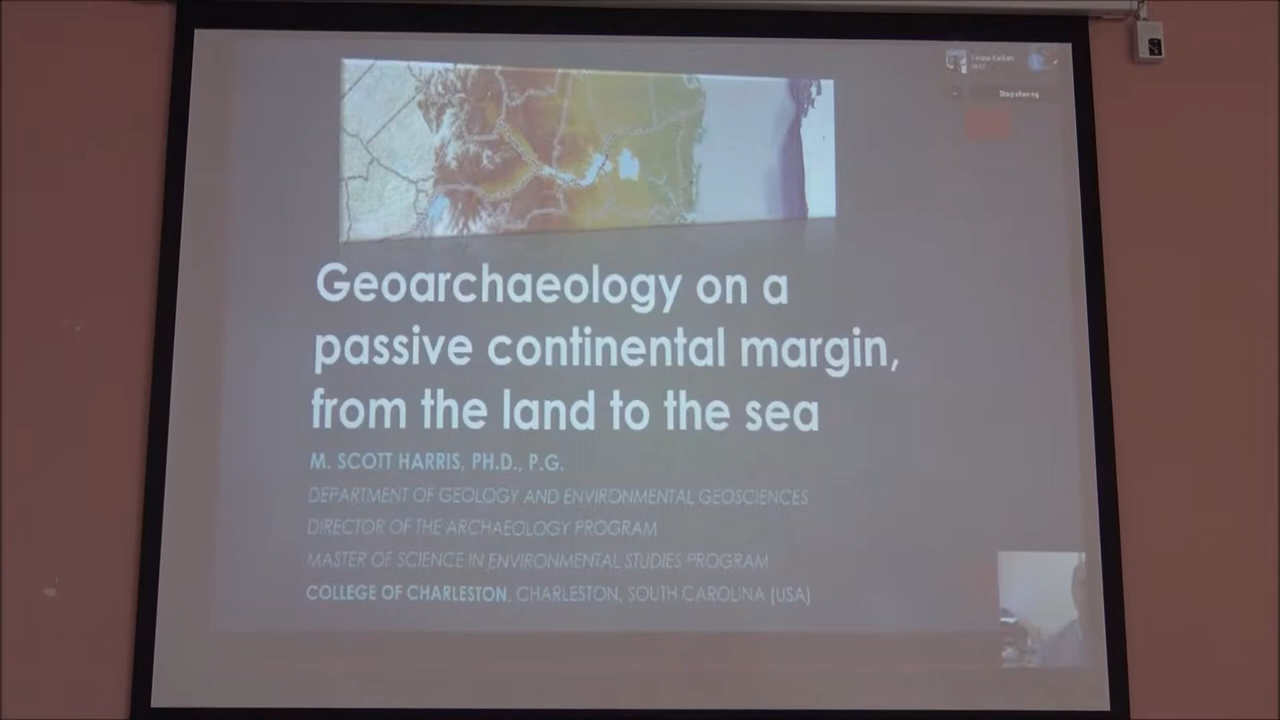 Stop sharing
Geoarchaeology on a
passive continental margin,
from the land to the sea
M. SCOTT HARRIS, PH.D., P.G.
DEPARTMENT OF GEOLOGY AND ENVIRONMENTAL GEOSCIENCES
DIRECTOR OF THE ARCHAEOLOGY PROGRAM
MASTER OF SCIENCE IN ENVIRONMENTAL STUDIES PROGRAM
COLLEGE OF CHARLESTON, CHARLESTON, SOUTH CAROLINA (USA)